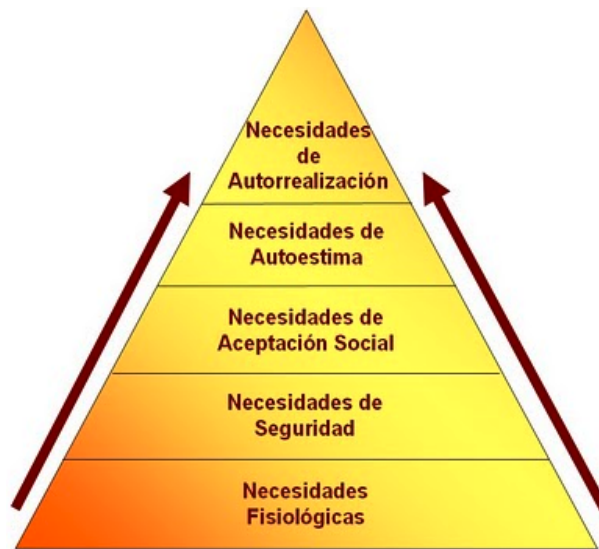 Necesidades
de
Autorrealización
Necesidades de
Autoestima
Necesidades de
Aceptación Social
Necesidades de
Seguridad
Necesidades
Fisiológicas